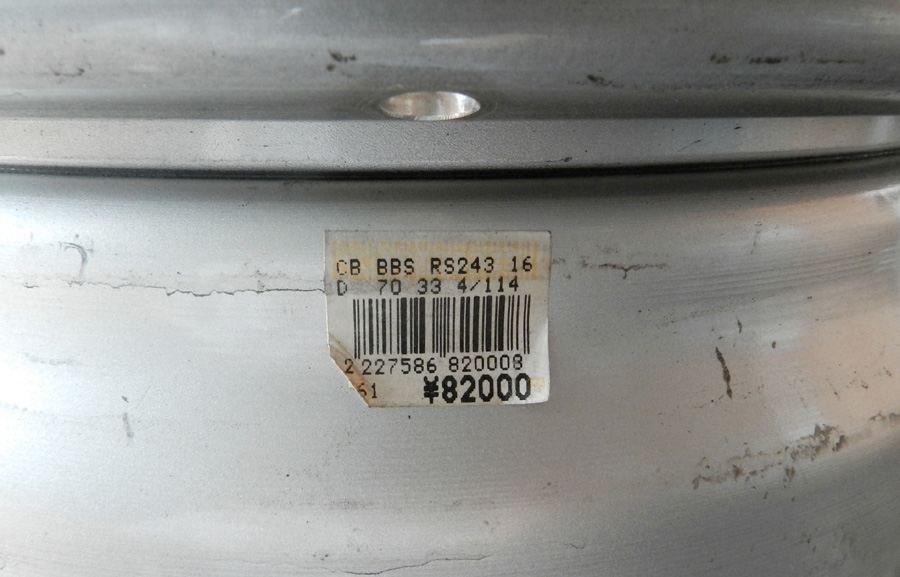 CB BBS RS243 16
D 70 33 4/114
2 227586 820008
61 ¥82000